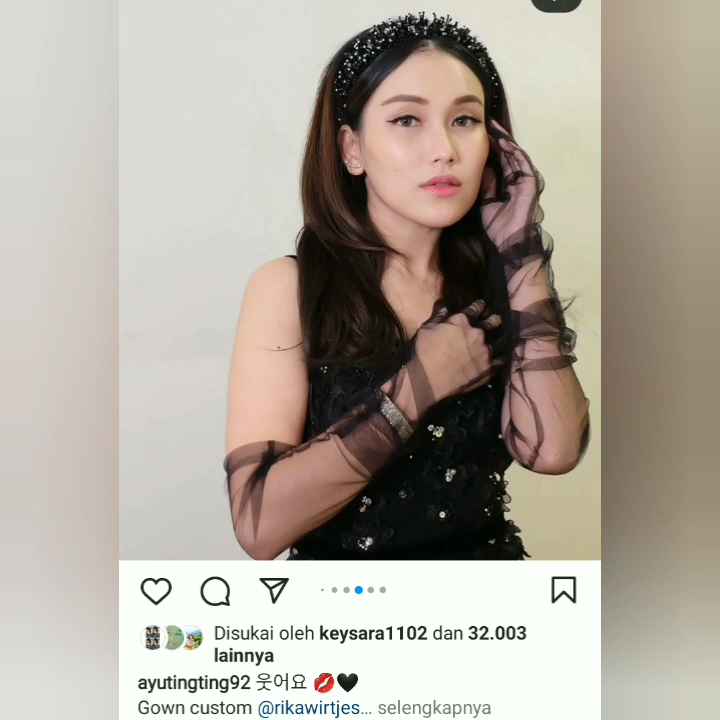 Disukai oleh keysara1102 dan 32.003
lainnya
ayutingting92 웃어요 💋🖤
Gown custom @rikawirtjes... selengkapnya